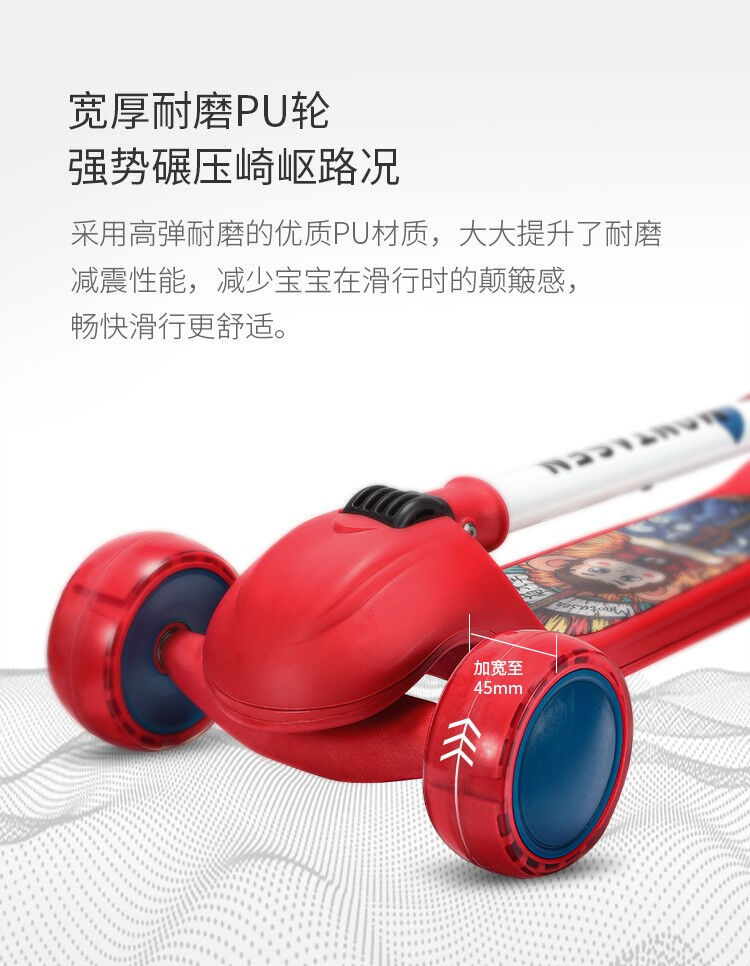 宽厚耐磨PU轮
强势碾压崎岖路况
采用高弹耐磨的优质PU材质，大大提升了耐磨
减震性能，减少宝宝在滑行时的颠簸感，
畅快滑行更舒适。
加宽至
45mm